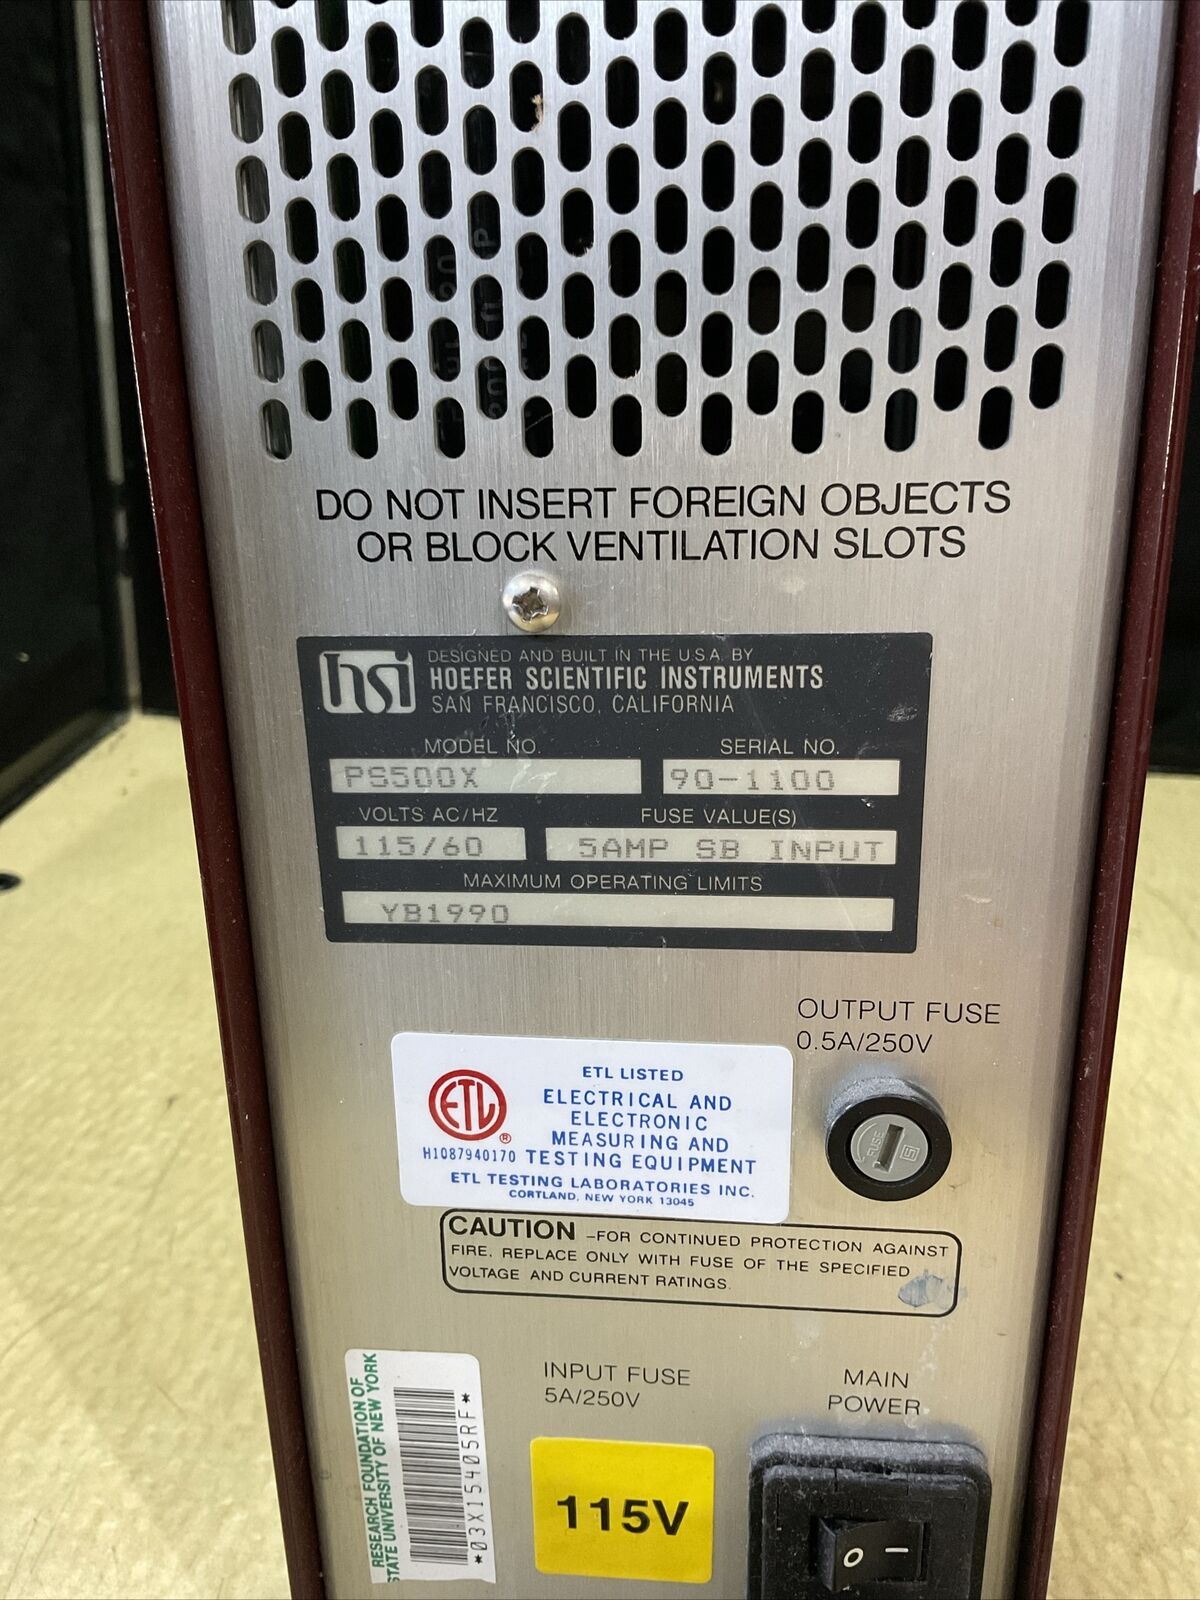 DO NOT INSERT FOREIGN OBJECTS
OR BLOCK VENTILATION SLOTS
hsi
DESIGNED AND BUILT IN THE U.S.A. BY
HOEFER SCIENTIFIC INSTRUMENTS
SAN FRANCISCO, CALIFORNIA
MODEL NO. SERIAL NO.
PS500X 90-1100
VOLTS AC/HZ FUSE VALUE(S)
115/60 5AMP SB INPUT
MAXIMUM OPERATING LIMITS
YB1990
OUTPUT FUSE
0.5A/250V
FUSE
ETL LISTED
ETL ®
ELECTRICAL AND
ELECTRONIC
MEASURING AND
H1087940170 TESTING EQUIPMENT
ETL TESTING LABORATORIES INC.
CORTLAND, NEW YORK 13045
CAUTION -FOR CONTINUED PROTECTION AGAINST
FIRE, REPLACE ONLY WITH FUSE OF THE SPECIFIED
VOLTAGE AND CURRENT RATINGS.
RESEARCH FOUNDATION OF
STATE UNIVERSITY OF NEW YORK
*03X15405RF*
INPUT FUSE
5A/250V
115V
MAIN
POWER
O I